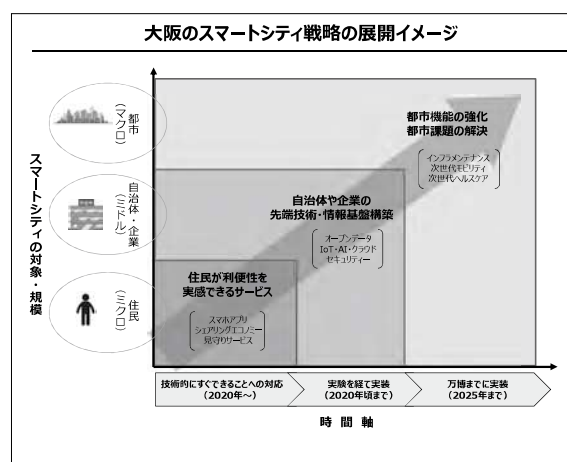 大阪のスマートシティ戦略の展開イメージ
スマートシティの対象・規模
都市
（マクロ）
自治体・企業
（ミドル）
住民
（ミクロ）
都市機能の強化
都市課題の解決
インフラメンテナンス
次世代モビリティ
次世代ヘルスケア
自治体や企業の
先端技術・情報基盤構築
オープンデータ
IoT・AI・クラウド
セキュリティー
住民が利便性を
実感できるサービス
スマホアプリ
シェアリングエコノミー
見守りサービス
技術的にすぐできることへの対応
（2020年～）
実験を経て実装
（2020年頃まで）
万博までに実装
（2025年まで）
時間軸